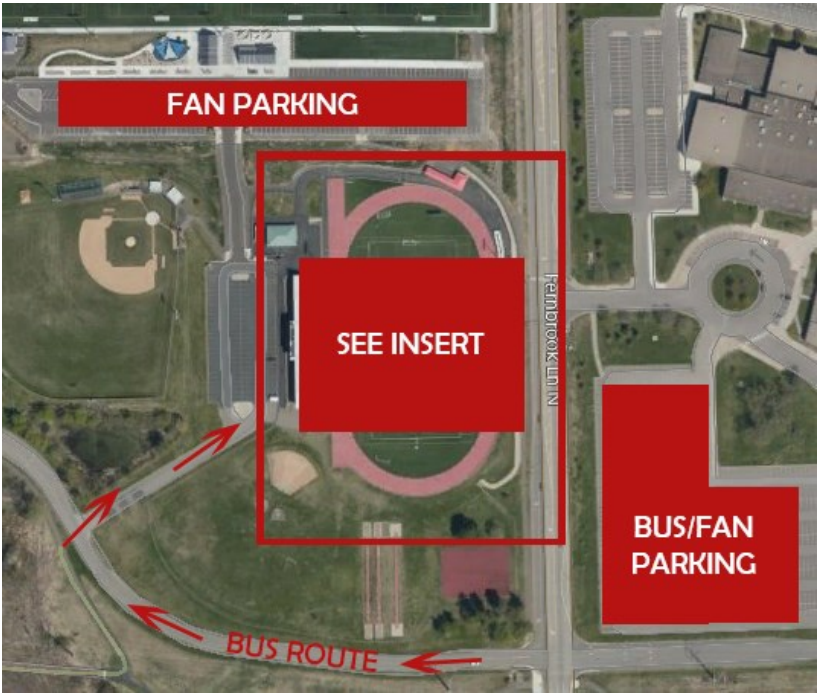 FAN PARKING
Fernbrook Ln N
SEE INSERT
BUS/FAN
PARKING
BUS ROUTE